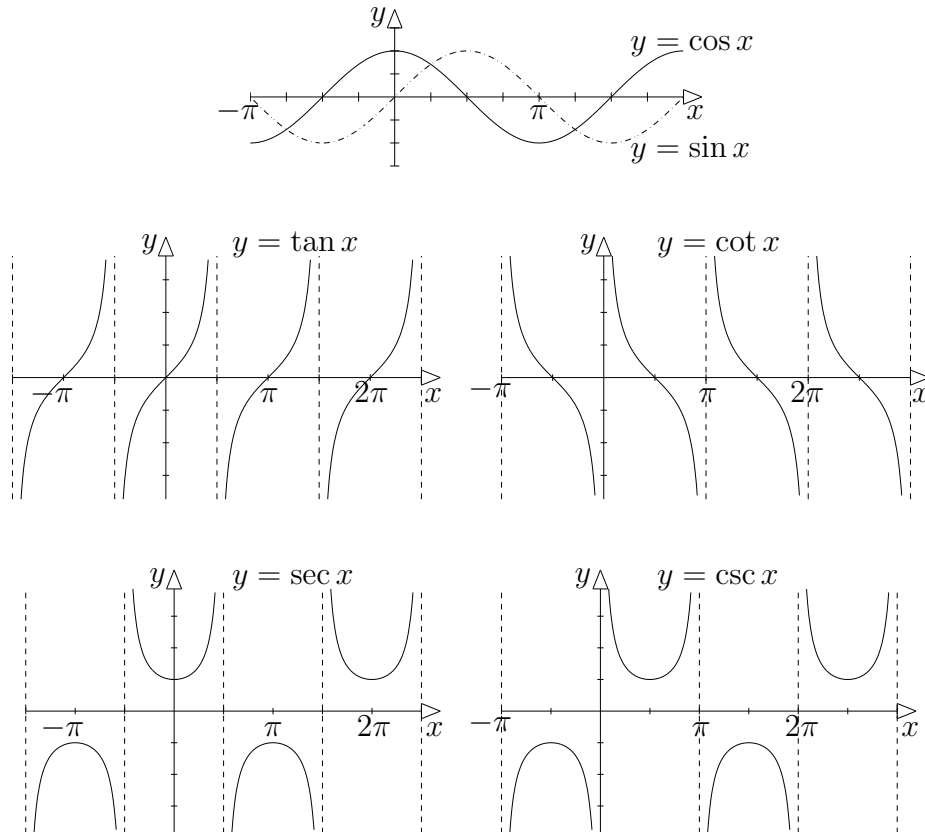 y
y = cos x
−π
π
x
y = sin x
y
y = tan x
−π
π
2π
x
y
y = cot x
−π
π
2π
x
y
y = sec x
−π
π
2π
x
y
y = csc x
−π
π
2π
x